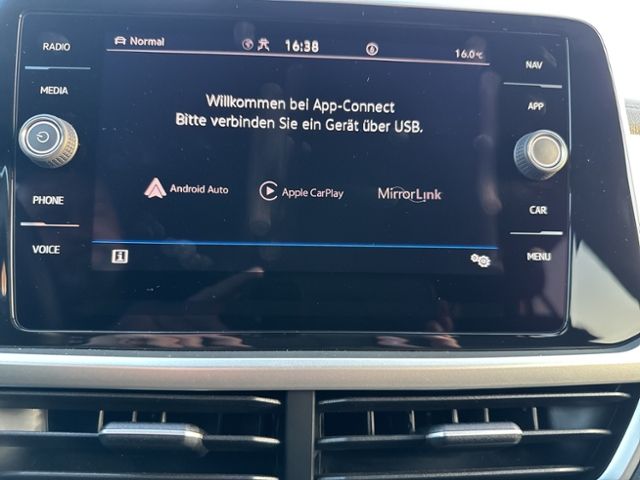 RADIO
Normal
16:38
16.0°C
NAV
MEDIA
APP
Willkommen bei App-Connect
Bitte verbinden Sie ein Gerät über USB.
PHONE
Android Auto
Apple CarPlay
MirrorLink
CAR
VOICE
i
MENU